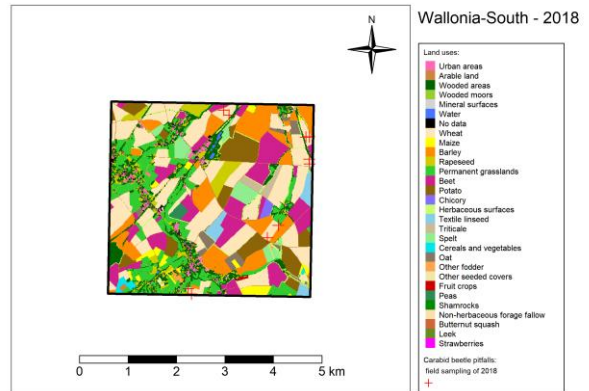 Wallonia-South - 2018
N
Land uses:
Urban areas
Arable land
Wooded areas
Wooded moors
Mineral surfaces
Water
No data
Wheat
Maize
Barley
Rapeseed
Permanent grasslands
Beet
Potato
Chicory
Herbaceous surfaces
Textile linseed
Triticale
Spelt
Cereals and vegetables
Oat
Other fodder
Other seeded covers
Fruit crops
Peas
Shamrocks
Non-herbaceous forage fallow
Butternut squash
Leek
Strawberries
Carabid beetle pitfalls:
field sampling of 2018
0 1 2 3 4 5 km